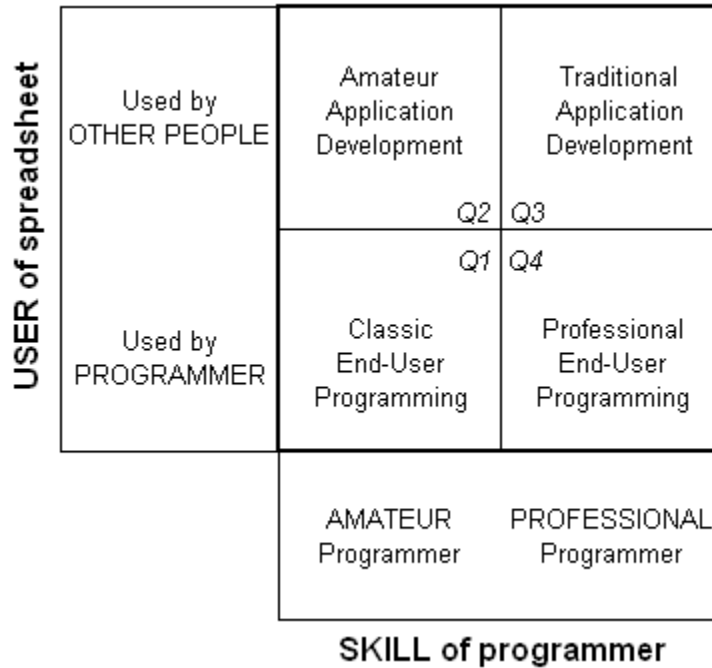 USER of spreadsheet
Used by
OTHER PEOPLE
Amateur
Application
Development
Traditional
Application
Development
Q2
Q3
Q1
Q4
Used by
PROGRAMMER
Classic
End-User
Programming
Professional
End-User
Programming
AMATEUR
Programmer
PROFESSIONAL
Programmer
SKILL of programmer